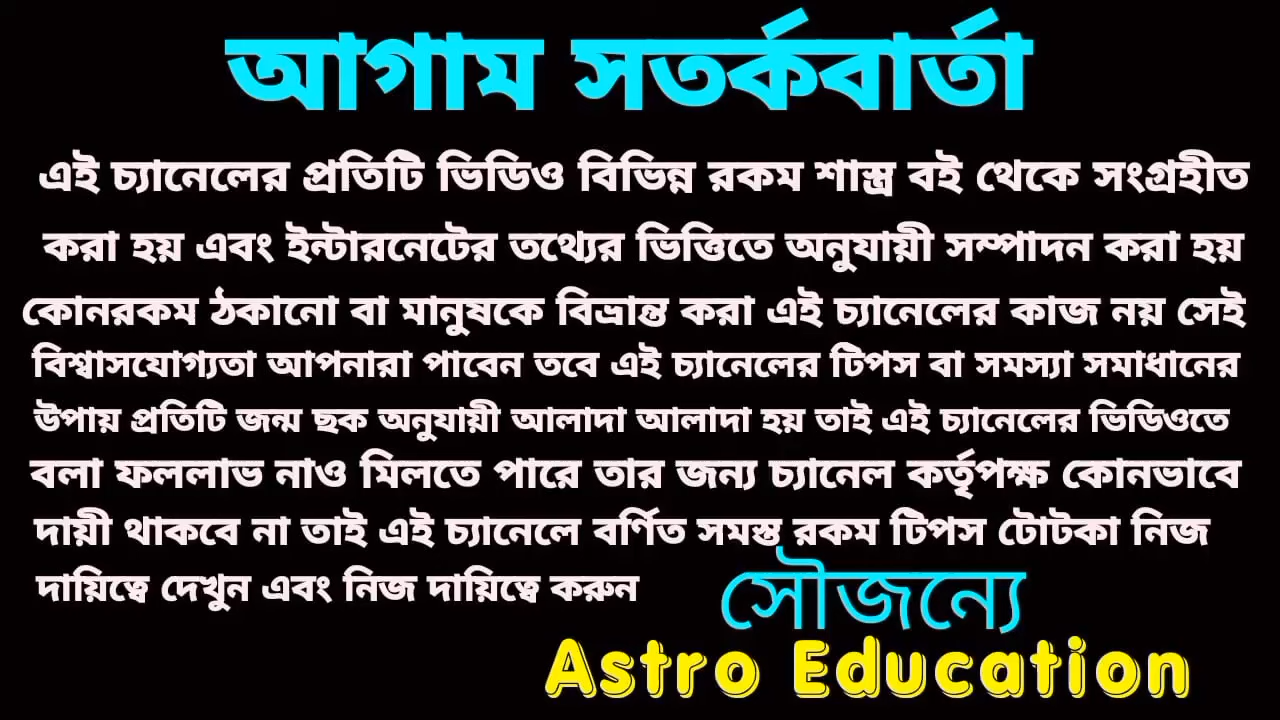 আগাম সতর্কবার্তা
এই চ্যানেলের প্রতিটি ভিডিও বিভিন্ন রকম শাস্ত্র বই থেকে সংগ্রহীত
করা হয় এবং ইন্টারনেটের তথ্যের ভিত্তিতে অনুযায়ী সম্পাদন করা হয়
কোনরকম ঠকানো বা মানুষকে বিভ্রান্ত করা এই চ্যানেলের কাজ নয় সেই
বিশ্বাসযোগ্যতা আপনারা পাবেন তবে এই চ্যানেলের টিপস বা সমস্যা সমাধানের
উপায় প্রতিটি জন্ম ছক অনুযায়ী আলাদা আলাদা হয় তাই এই চ্যানেলের ভিডিওতে
বলা ফললাভ নাও মিলতে পারে তার জন্য চ্যানেল কর্তৃপক্ষ কোনভাবে
দায়ী থাকবে না তাই এই চ্যানেলে বর্ণিত সমস্ত রকম টিপস টোটকা নিজ
দায়িত্বে দেখুন এবং নিজ দায়িত্বে করুন
সৌজন্যে
Astro Education